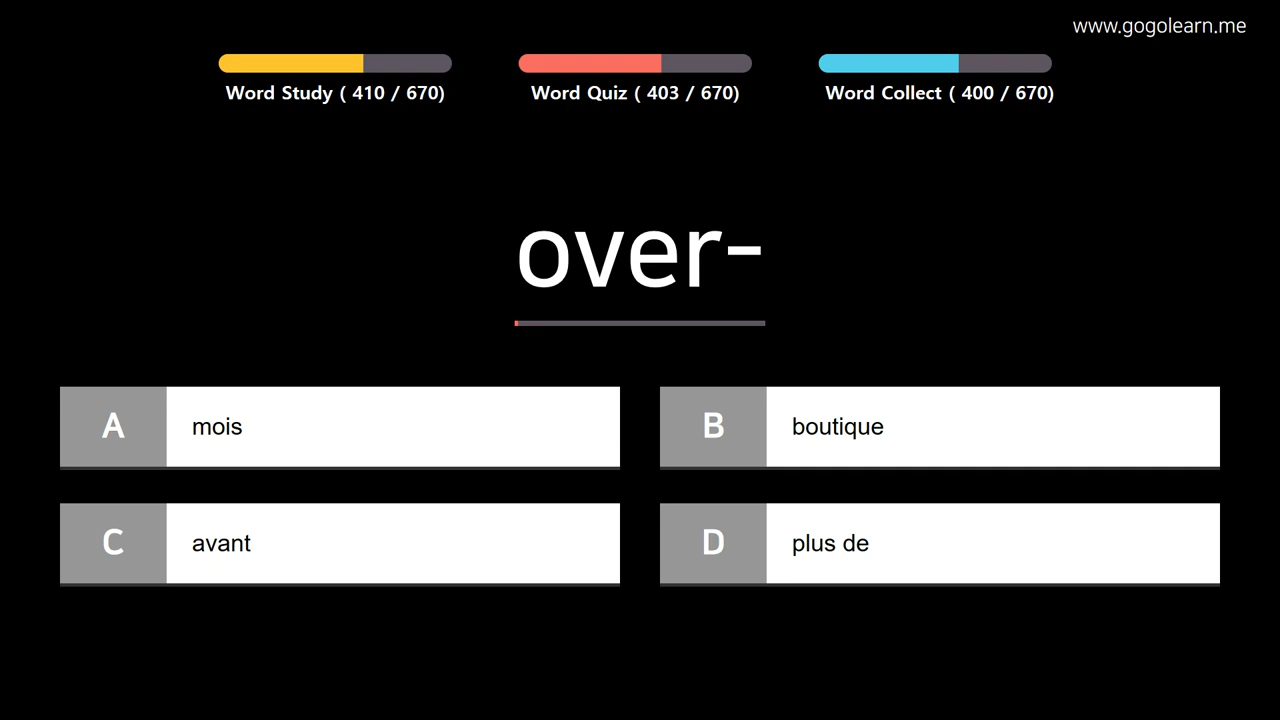 www.gogolearn.me
Word Study ( 410 / 670)
Word Quiz ( 403 / 670)
Word Collect ( 400 / 670)
over-
A mois
B boutique
C avant
D plus de